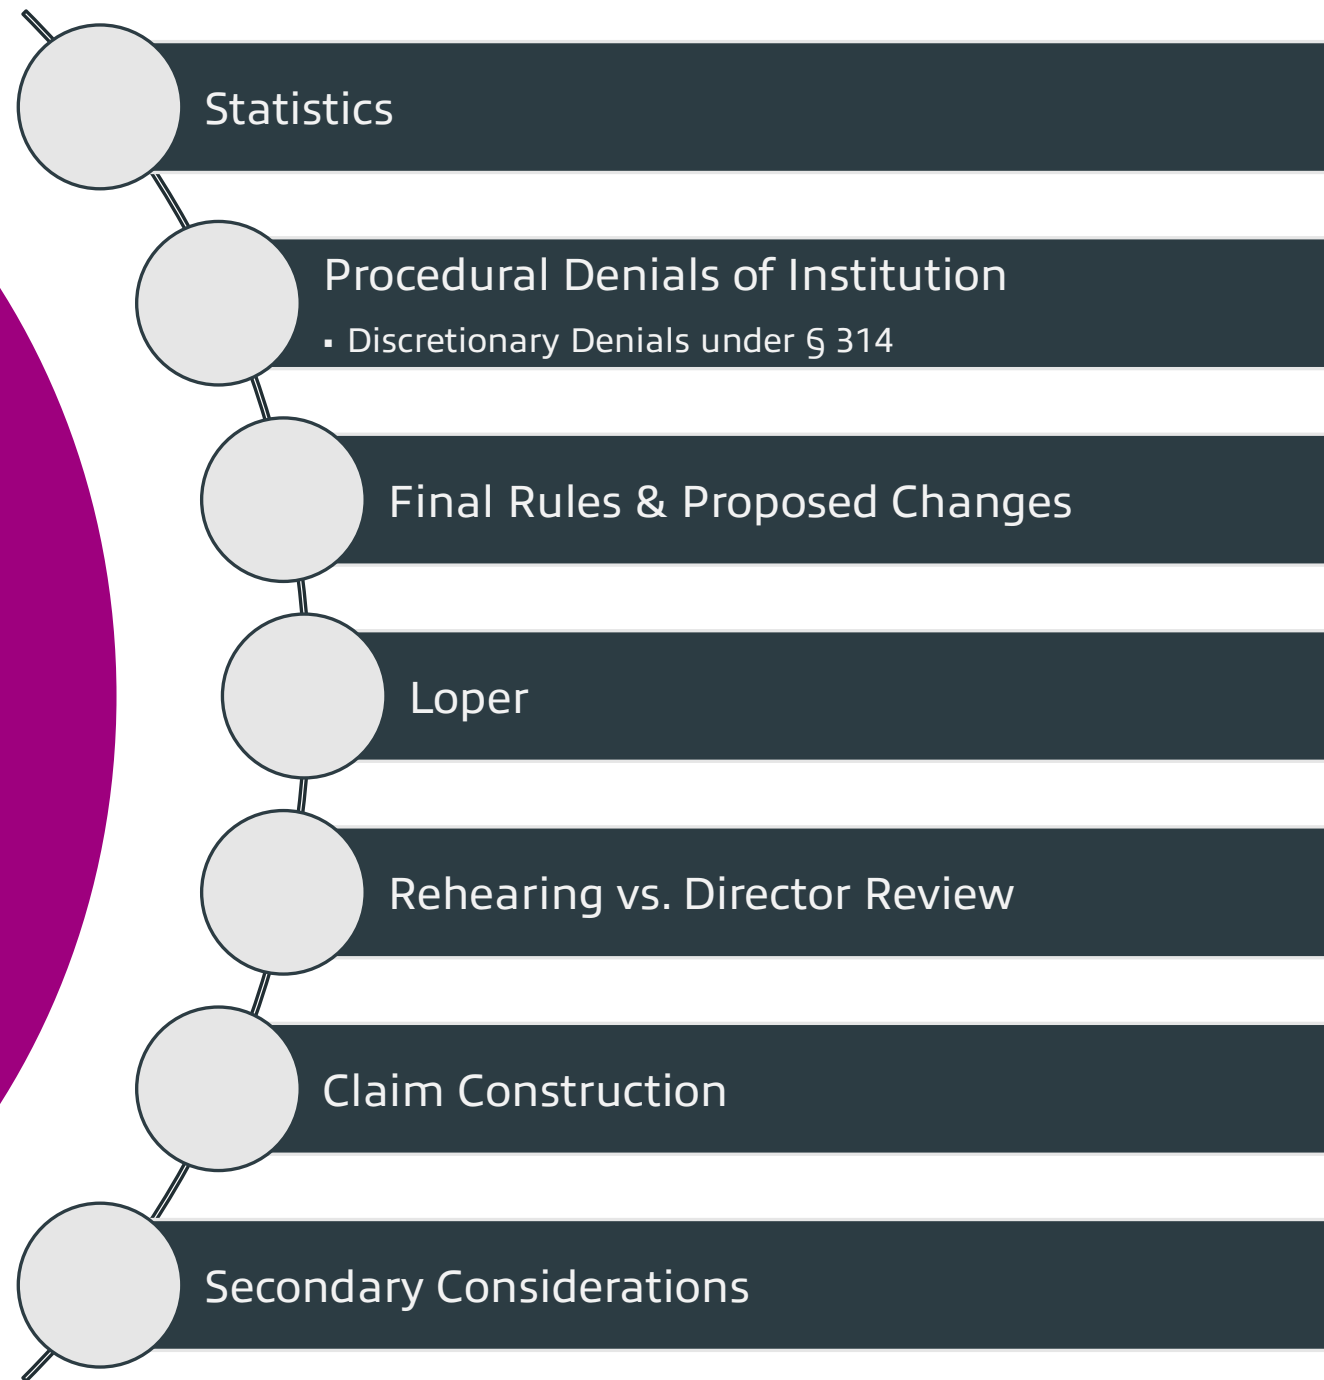 Statistics
Procedural Denials of Institution
▪ Discretionary Denials under § 314
Final Rules & Proposed Changes
Loper
Rehearing vs. Director Review
Claim Construction
Secondary Considerations